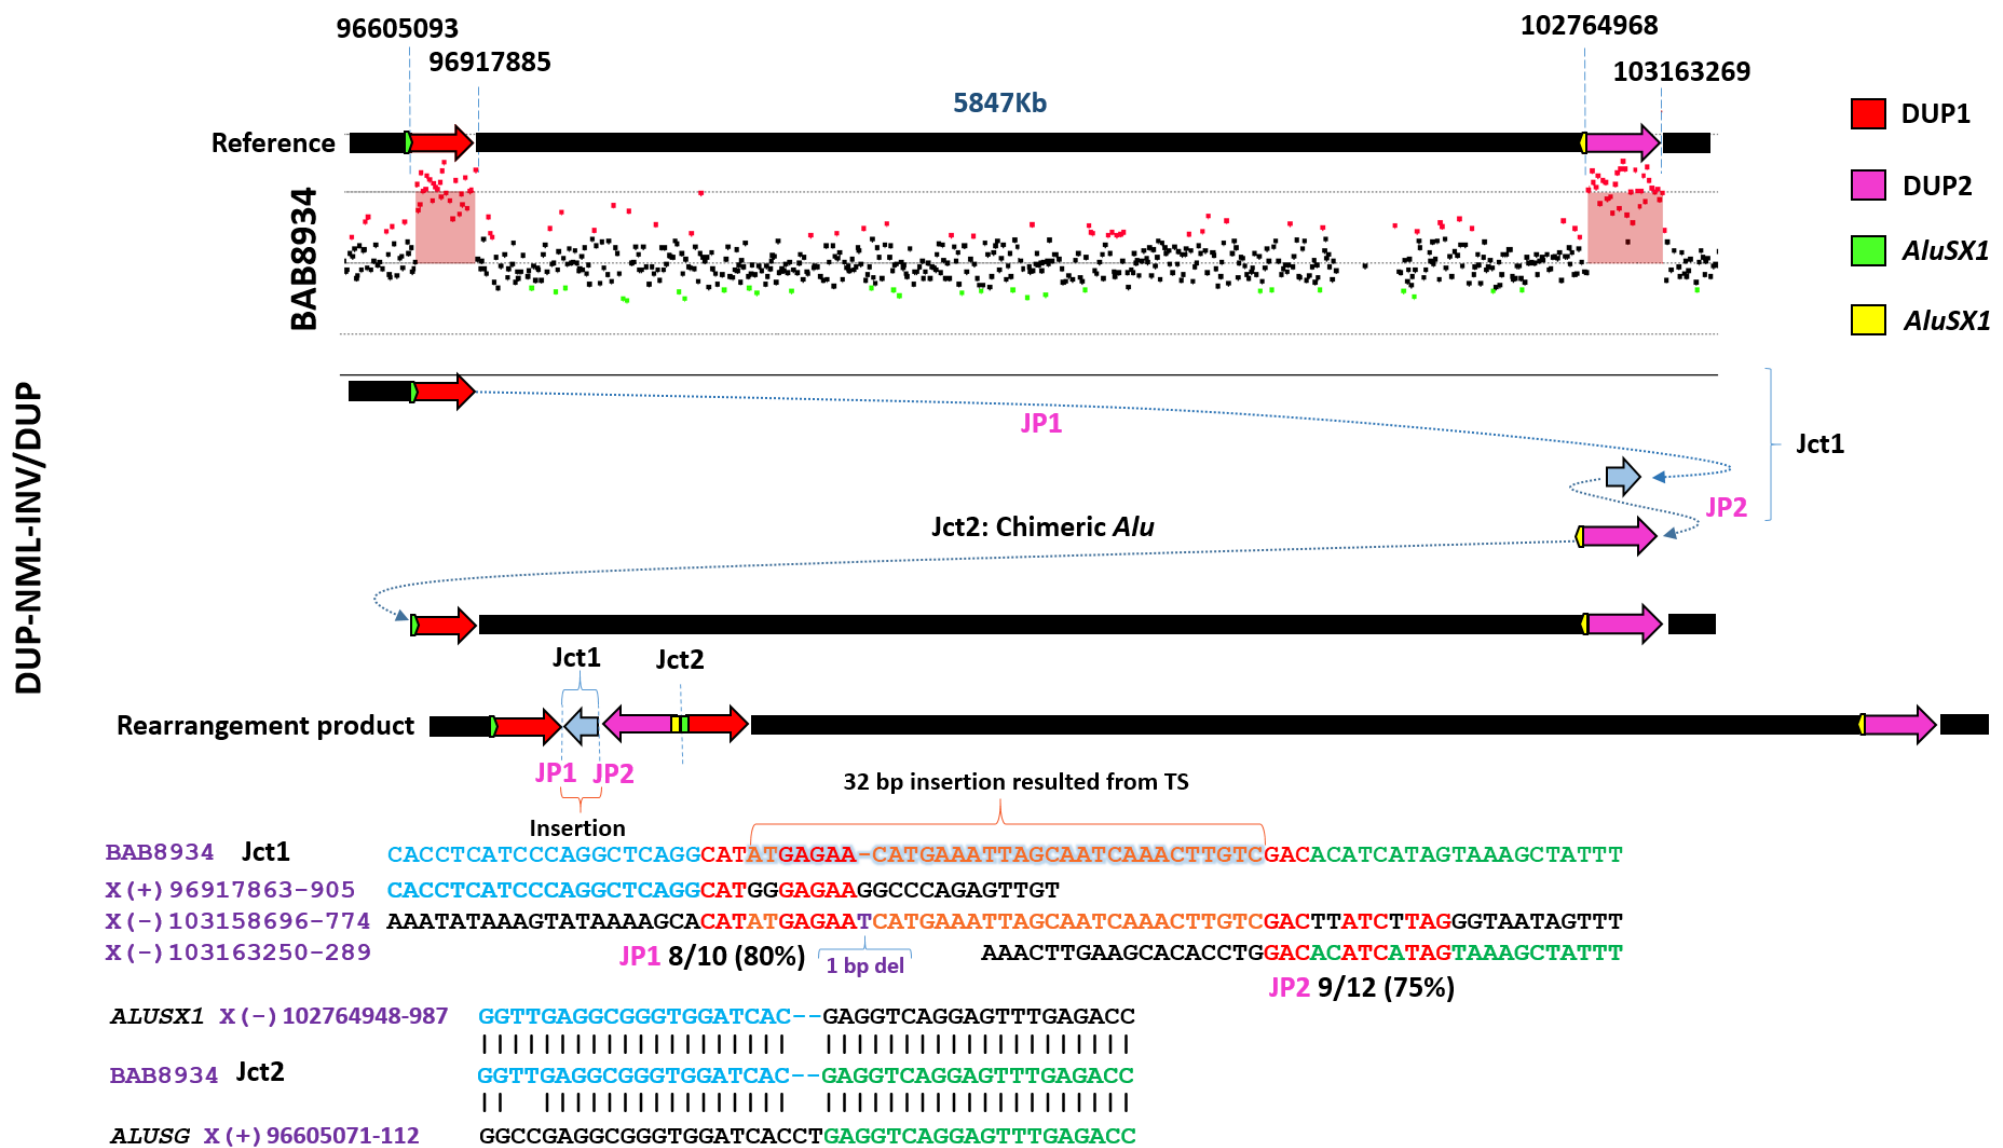 96605093
96917885
102764968
103163269
5847Kb
Reference
BAB8934
DUP1
DUP2
AluSX1
AluSX1
DUP-NML-INV/DUP
JP1
Jct1
JP2
Jct2: Chimeric Alu
Jct1
Jct2
Rearrangement product
JP1 JP2
32 bp insertion resulted from TS
Insertion
BAB8934 Jct1 CACCTCATCCCAGGCTCAGGCATATGAGAA-CATGAAATTAGCAATCAAACTTGTCGACACATCATAGTAAAGCTATTT
X(+)96917863-905 CACCTCATCCCAGGCTCAGGCATGGGAGAAGGCCCAGAGTTGT
X(-)103158696-774 AAATATAAAGTATAAAAGCACATATGAGAATCATGAAATTAGCAATCAAACTTGTCGACTTATCTTAGGGTAATAGTTT
X(-)103163250-289 AAACTTGAAGCACACCTGGACACATCATAGTAAAGCTATTT
JP1 8/10 (80%) 1 bp del
JP2 9/12 (75%)
ALUSX1 X(-)102764948-987 GGTTGAGGCGGGTGGATCAC--GAGGTCAGGAGTTTGAGACC
BAB8934 Jct2 GGTTGAGGCGGGTGGATCAC--GAGGTCAGGAGTTTGAGACC
ALUSG X(+)96605071-112 GGCCGAGGCGGGTGGATCACCTGAGGTCAGGAGTTTGAGACC